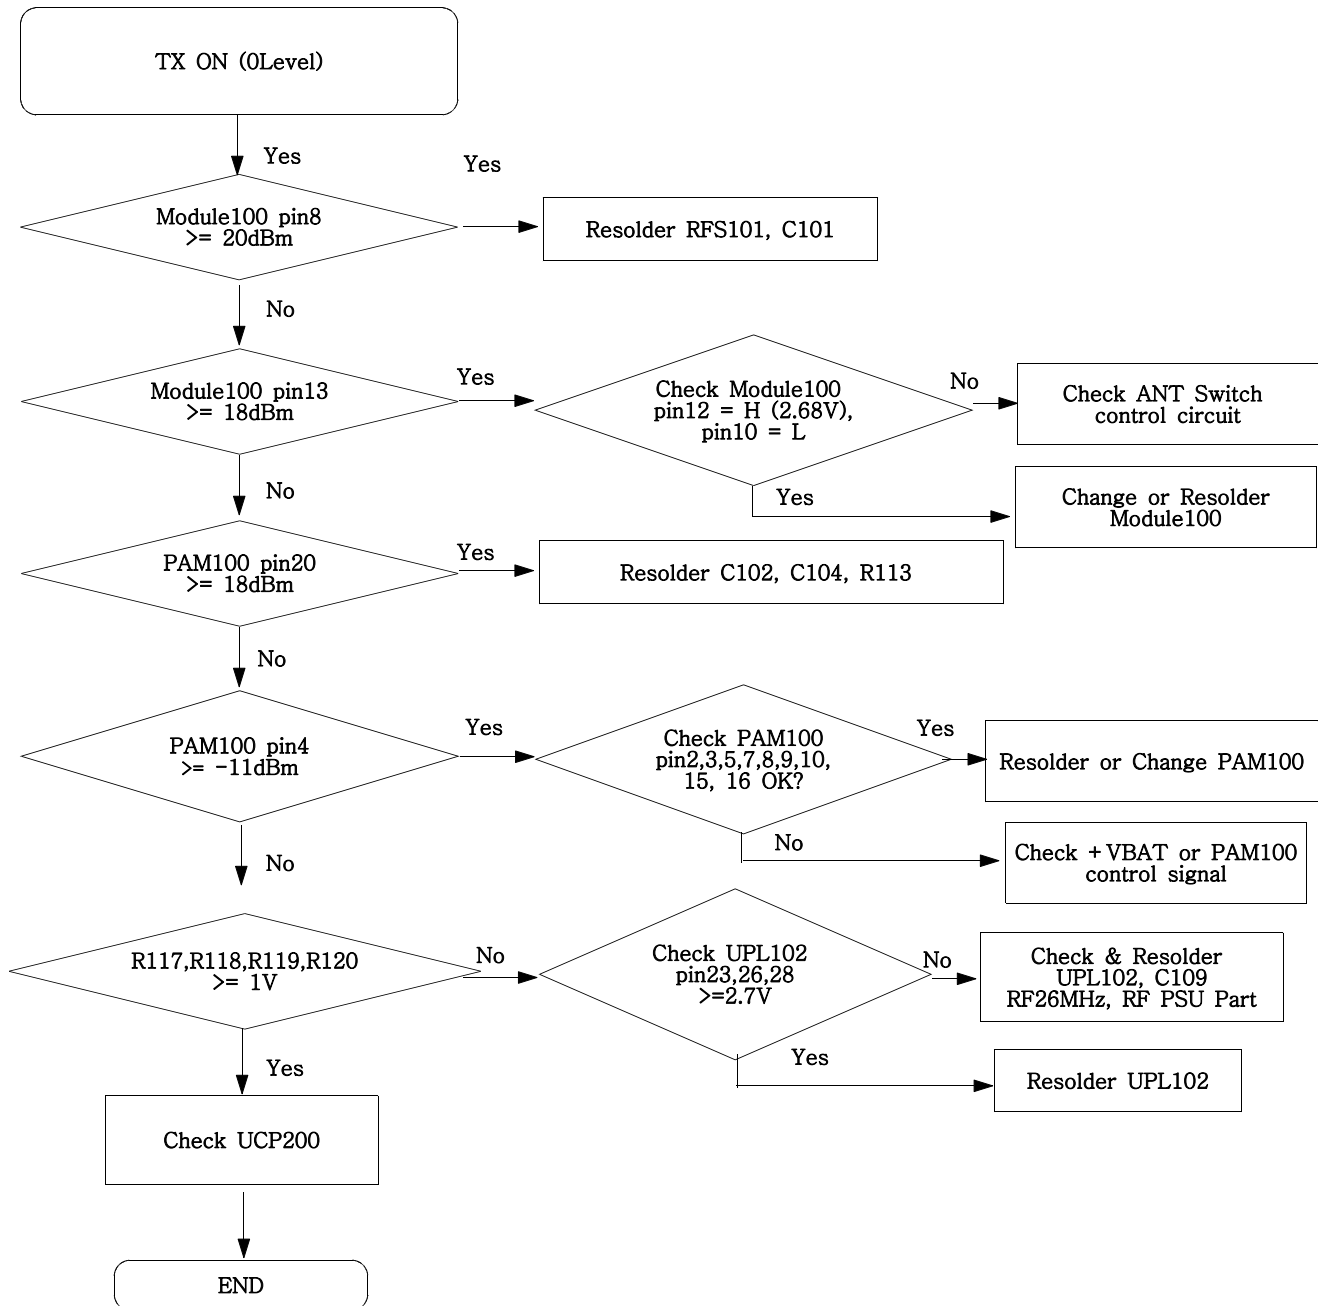 TX ON (0Level)
Yes
Yes
Module100 pin8
>= 20dBm
Resolder RFS101, C101
No
Module100 pin13
>= 18dBm
Yes
Check Module100
pin12 = H (2.68V),
pin10 = L
No
Check ANT Switch
control circuit
No
Yes
Change or Resolder
Module100
PAM100 pin20
>= 18dBm
Yes
Resolder C102, C104, R113
No
PAM100 pin4
>= -11dBm
Yes
Check PAM100
pin2,3,5,7,8,9,10,
15, 16 OK?
Yes
Resolder or Change PAM100
No
No
Check +VBAT or PAM100
control signal
R117,R118,R119,R120
>= 1V
No
Check UPL102
pin23,26,28
>=2.7V
No
Check & Resolder
UPL102, C109
RF26MHz, RF PSU Part
Yes
Yes
Resolder UPL102
Check UCP200
END